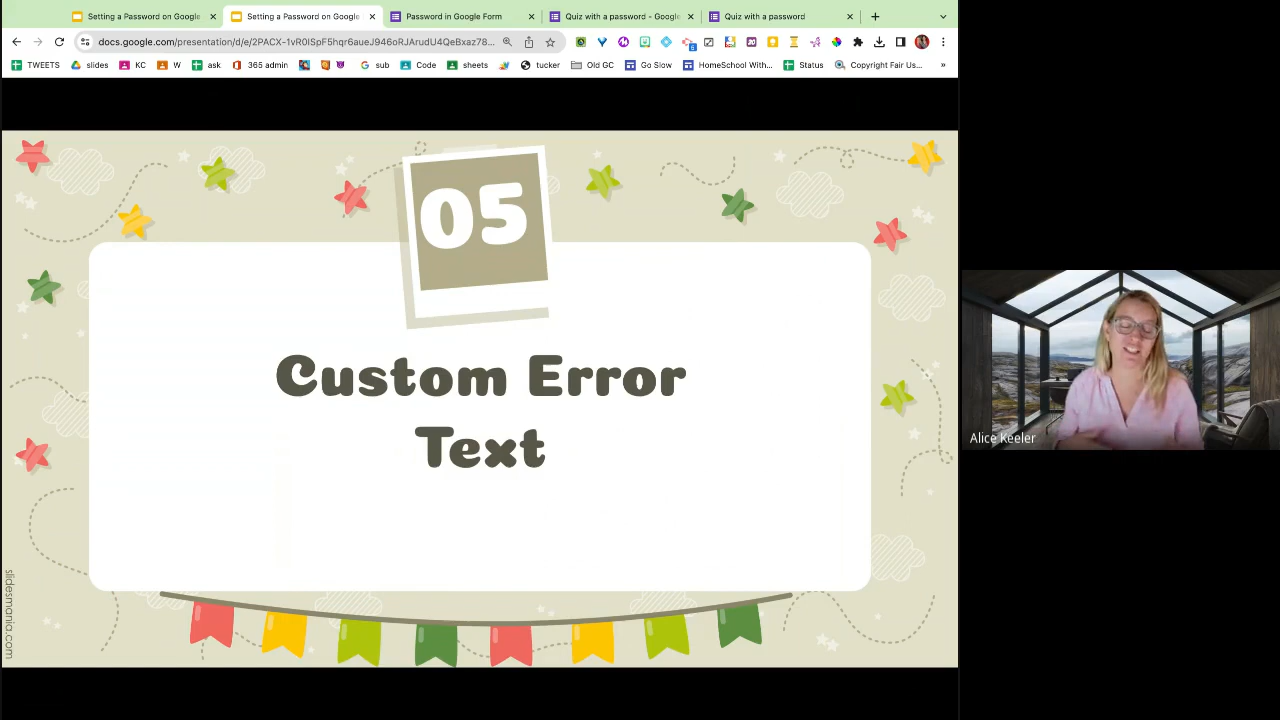 Setting a Password on Google
Setting a Password on Google
Password in Google Form
Quiz with a password - Google
Quiz with a password
docs.google.com/presentation/d/e/2PACX-1vR0lSpF5hqr6aueJ946oRJArudU4QeBxaz78...
TWEETS
slides
KC
W
ask
365 admin
sub
Code
sheets
tucker
Old GC
Go Slow
HomeSchool With...
Status
Copyright Fair Us...
»
05
Custom Error
Text
Alice Keeler
slidesmania.com